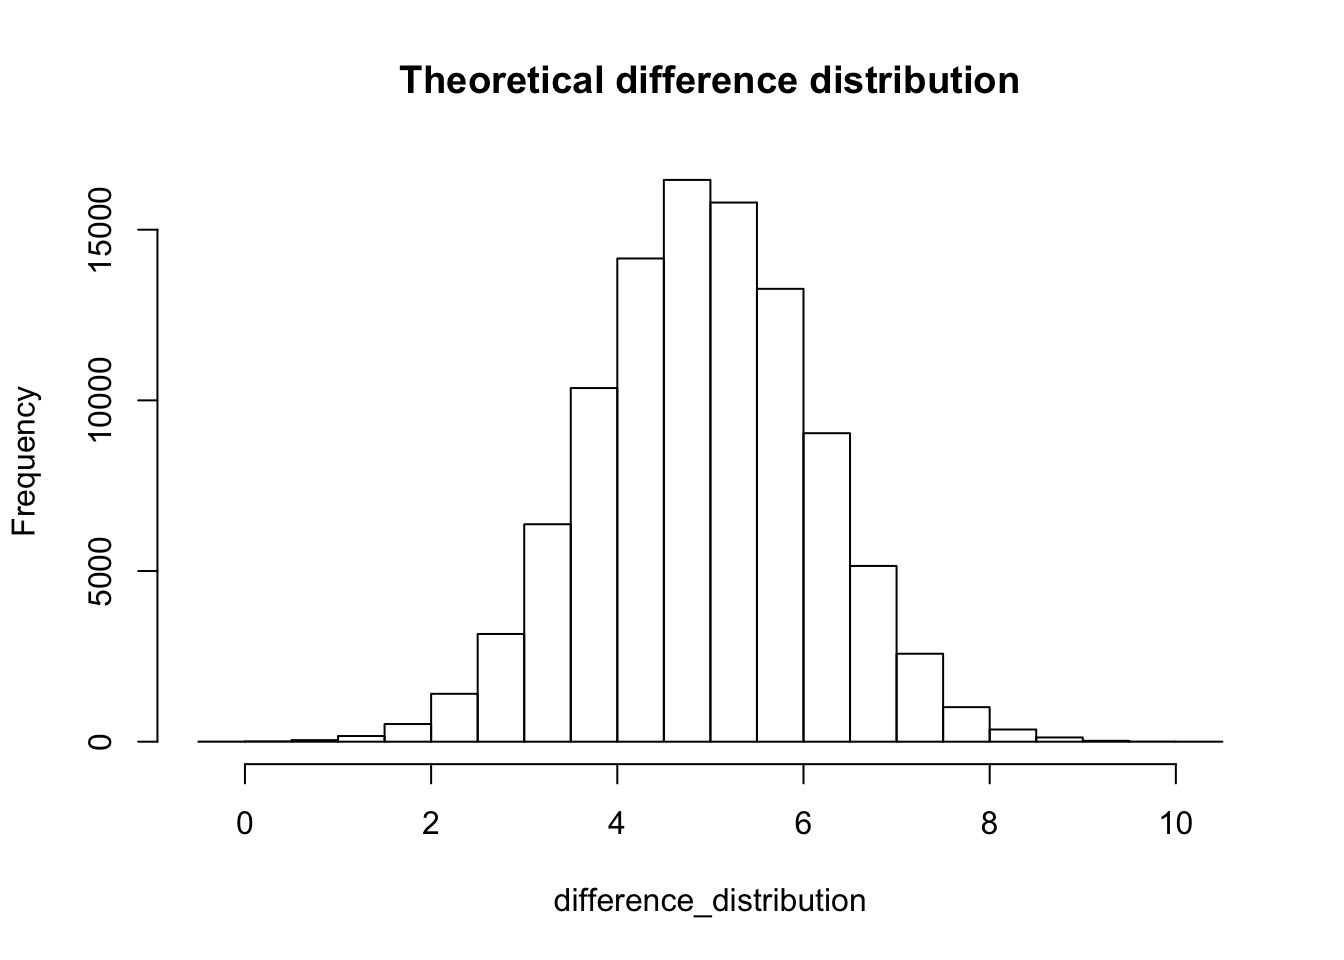 Theoretical difference distribution
15000
10000
5000
0
Frequency
0 2 4 6 8 10
difference_distribution